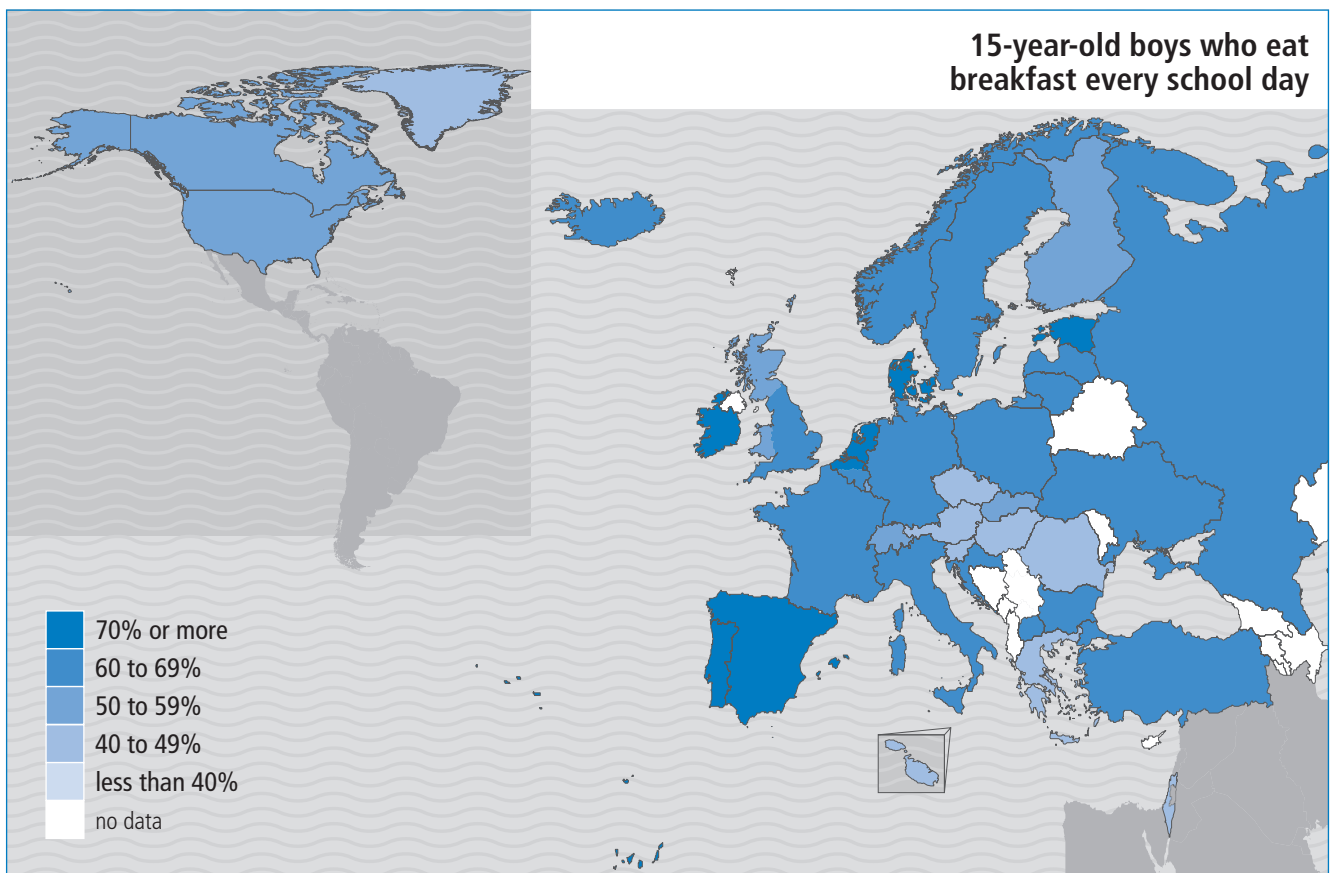 15-year-old boys who eat
breakfast every school day
70% or more
60 to 69%
50 to 59%
40 to 49%
less than 40%
no data